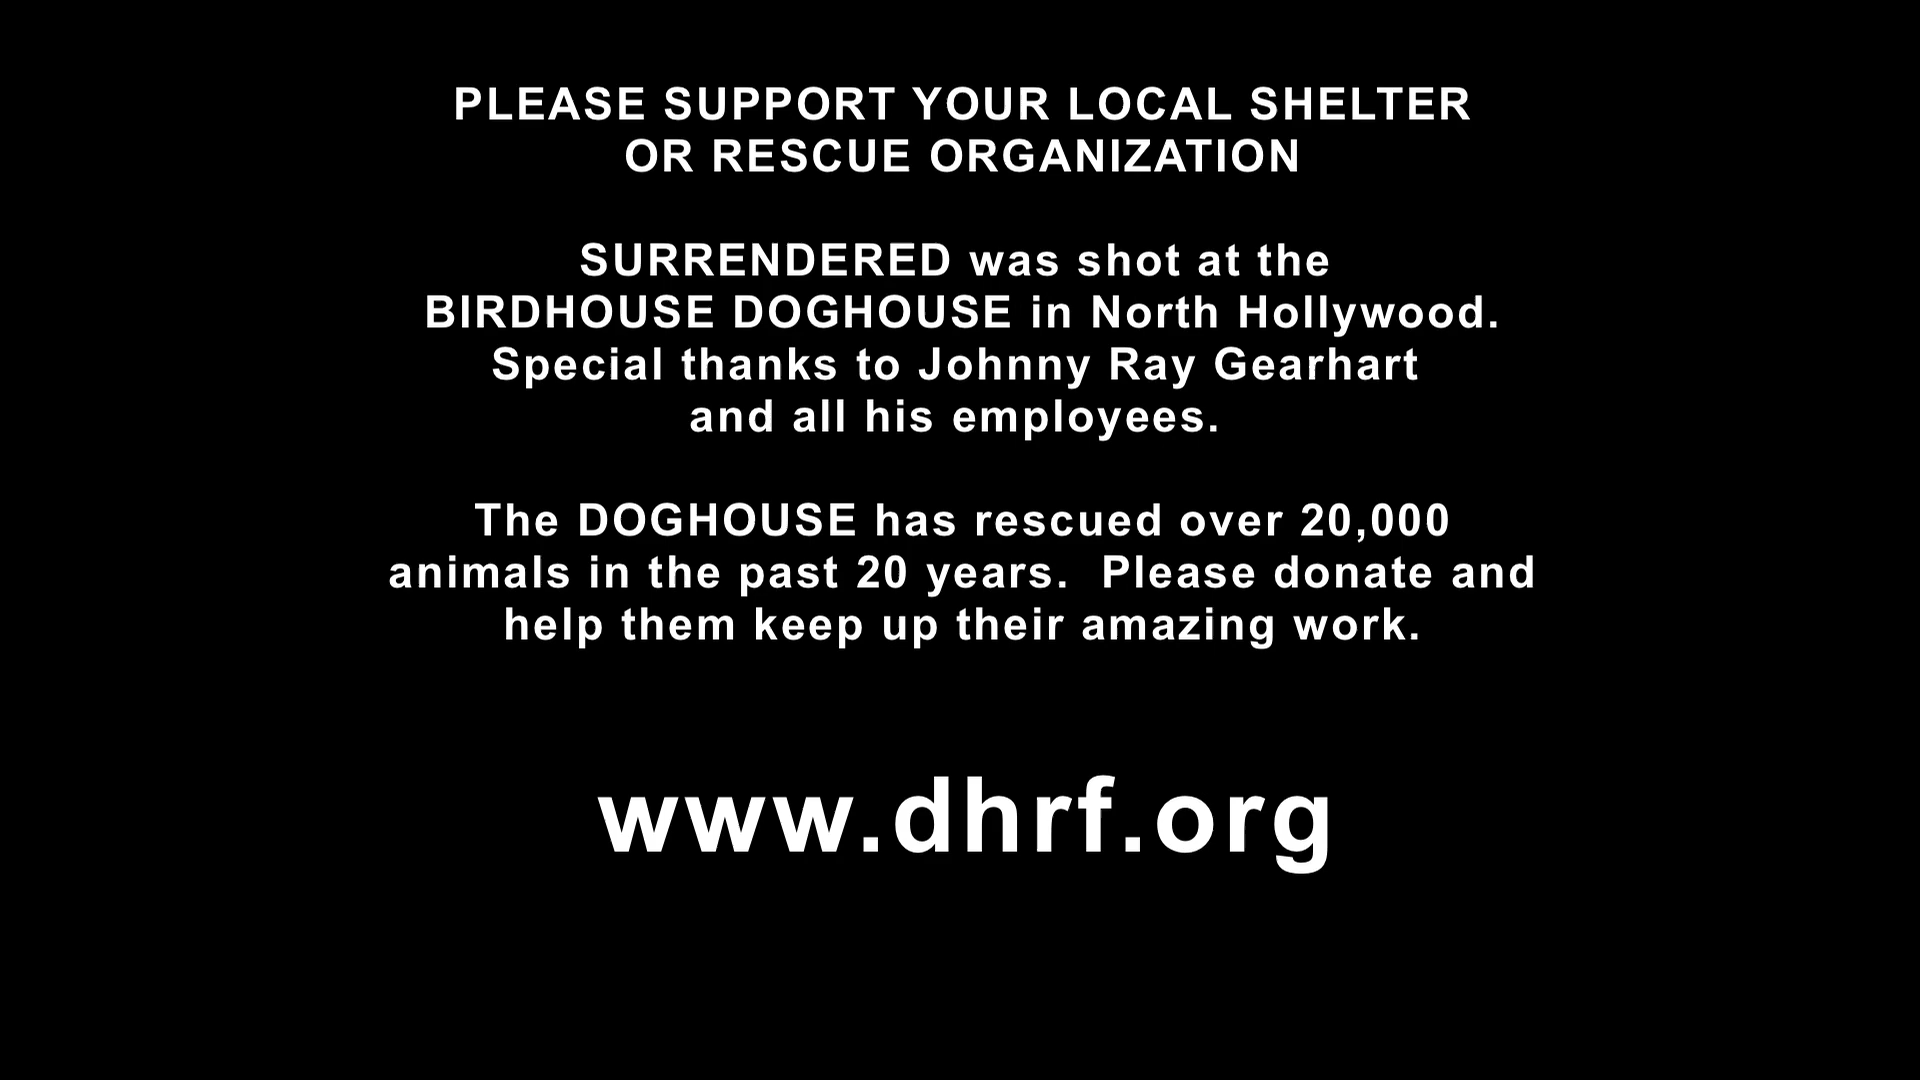 PLEASE SUPPORT YOUR LOCAL SHELTER
OR RESCUE ORGANIZATION
SURRENDERED was shot at the
BIRDHOUSE DOGHOUSE in North Hollywood.
Special thanks to Johnny Ray Gearhart
and all his employees.
The DOGHOUSE has rescued over 20,000
animals in the past 20 years.  Please donate and
help them keep up their amazing work.
www.dhrf.org